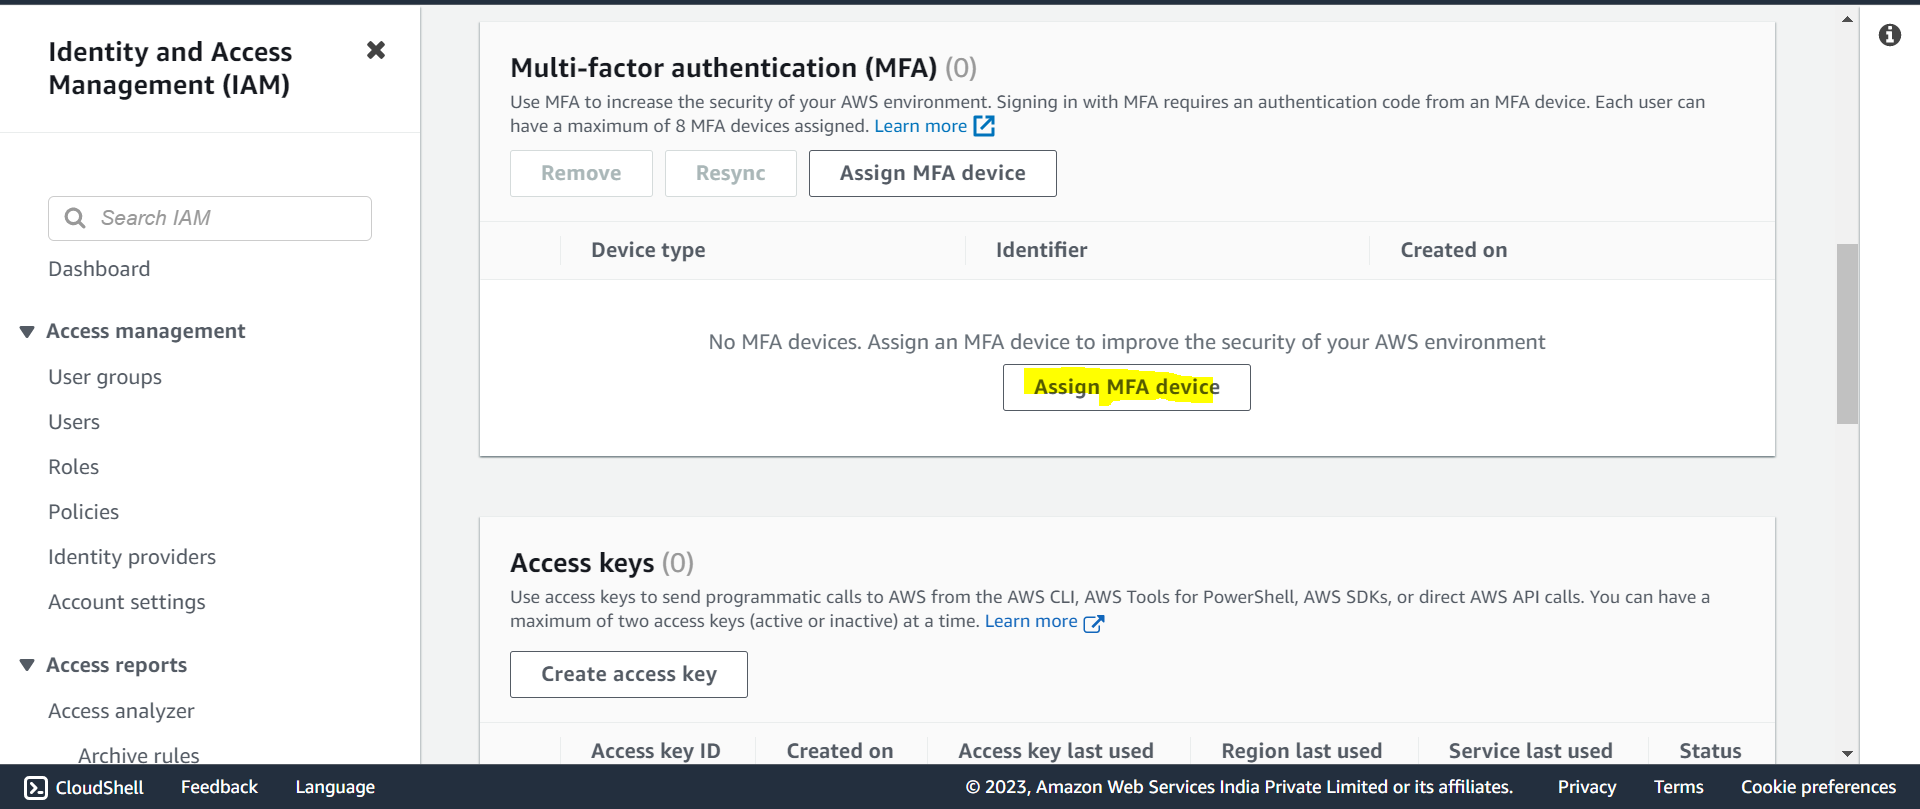 Identity and Access
Management (IAM)
Search IAM
Dashboard
Access management
User groups
Users
Roles
Policies
Identity providers
Account settings
Access reports
Access analyzer
Archive rules
Multi-factor authentication (MFA) (0)
Use MFA to increase the security of your AWS environment. Signing in with MFA requires an authentication code from an MFA device. Each user can
have a maximum of 8 MFA devices assigned. Learn more
Remove Resync Assign MFA device
Device type Identifier Created on
No MFA devices. Assign an MFA device to improve the security of your AWS environment
Assign MFA device
Access keys (0)
Use access keys to send programmatic calls to AWS from the AWS CLI, AWS Tools for PowerShell, AWS SDKs, or direct AWS API calls. You can have a
maximum of two access keys (active or inactive) at a time. Learn more
Create access key
Access key ID Created on Access key last used Region last used Service last used Status
CloudShell Feedback Language © 2023, Amazon Web Services India Private Limited or its affiliates. Privacy Terms Cookie preferences